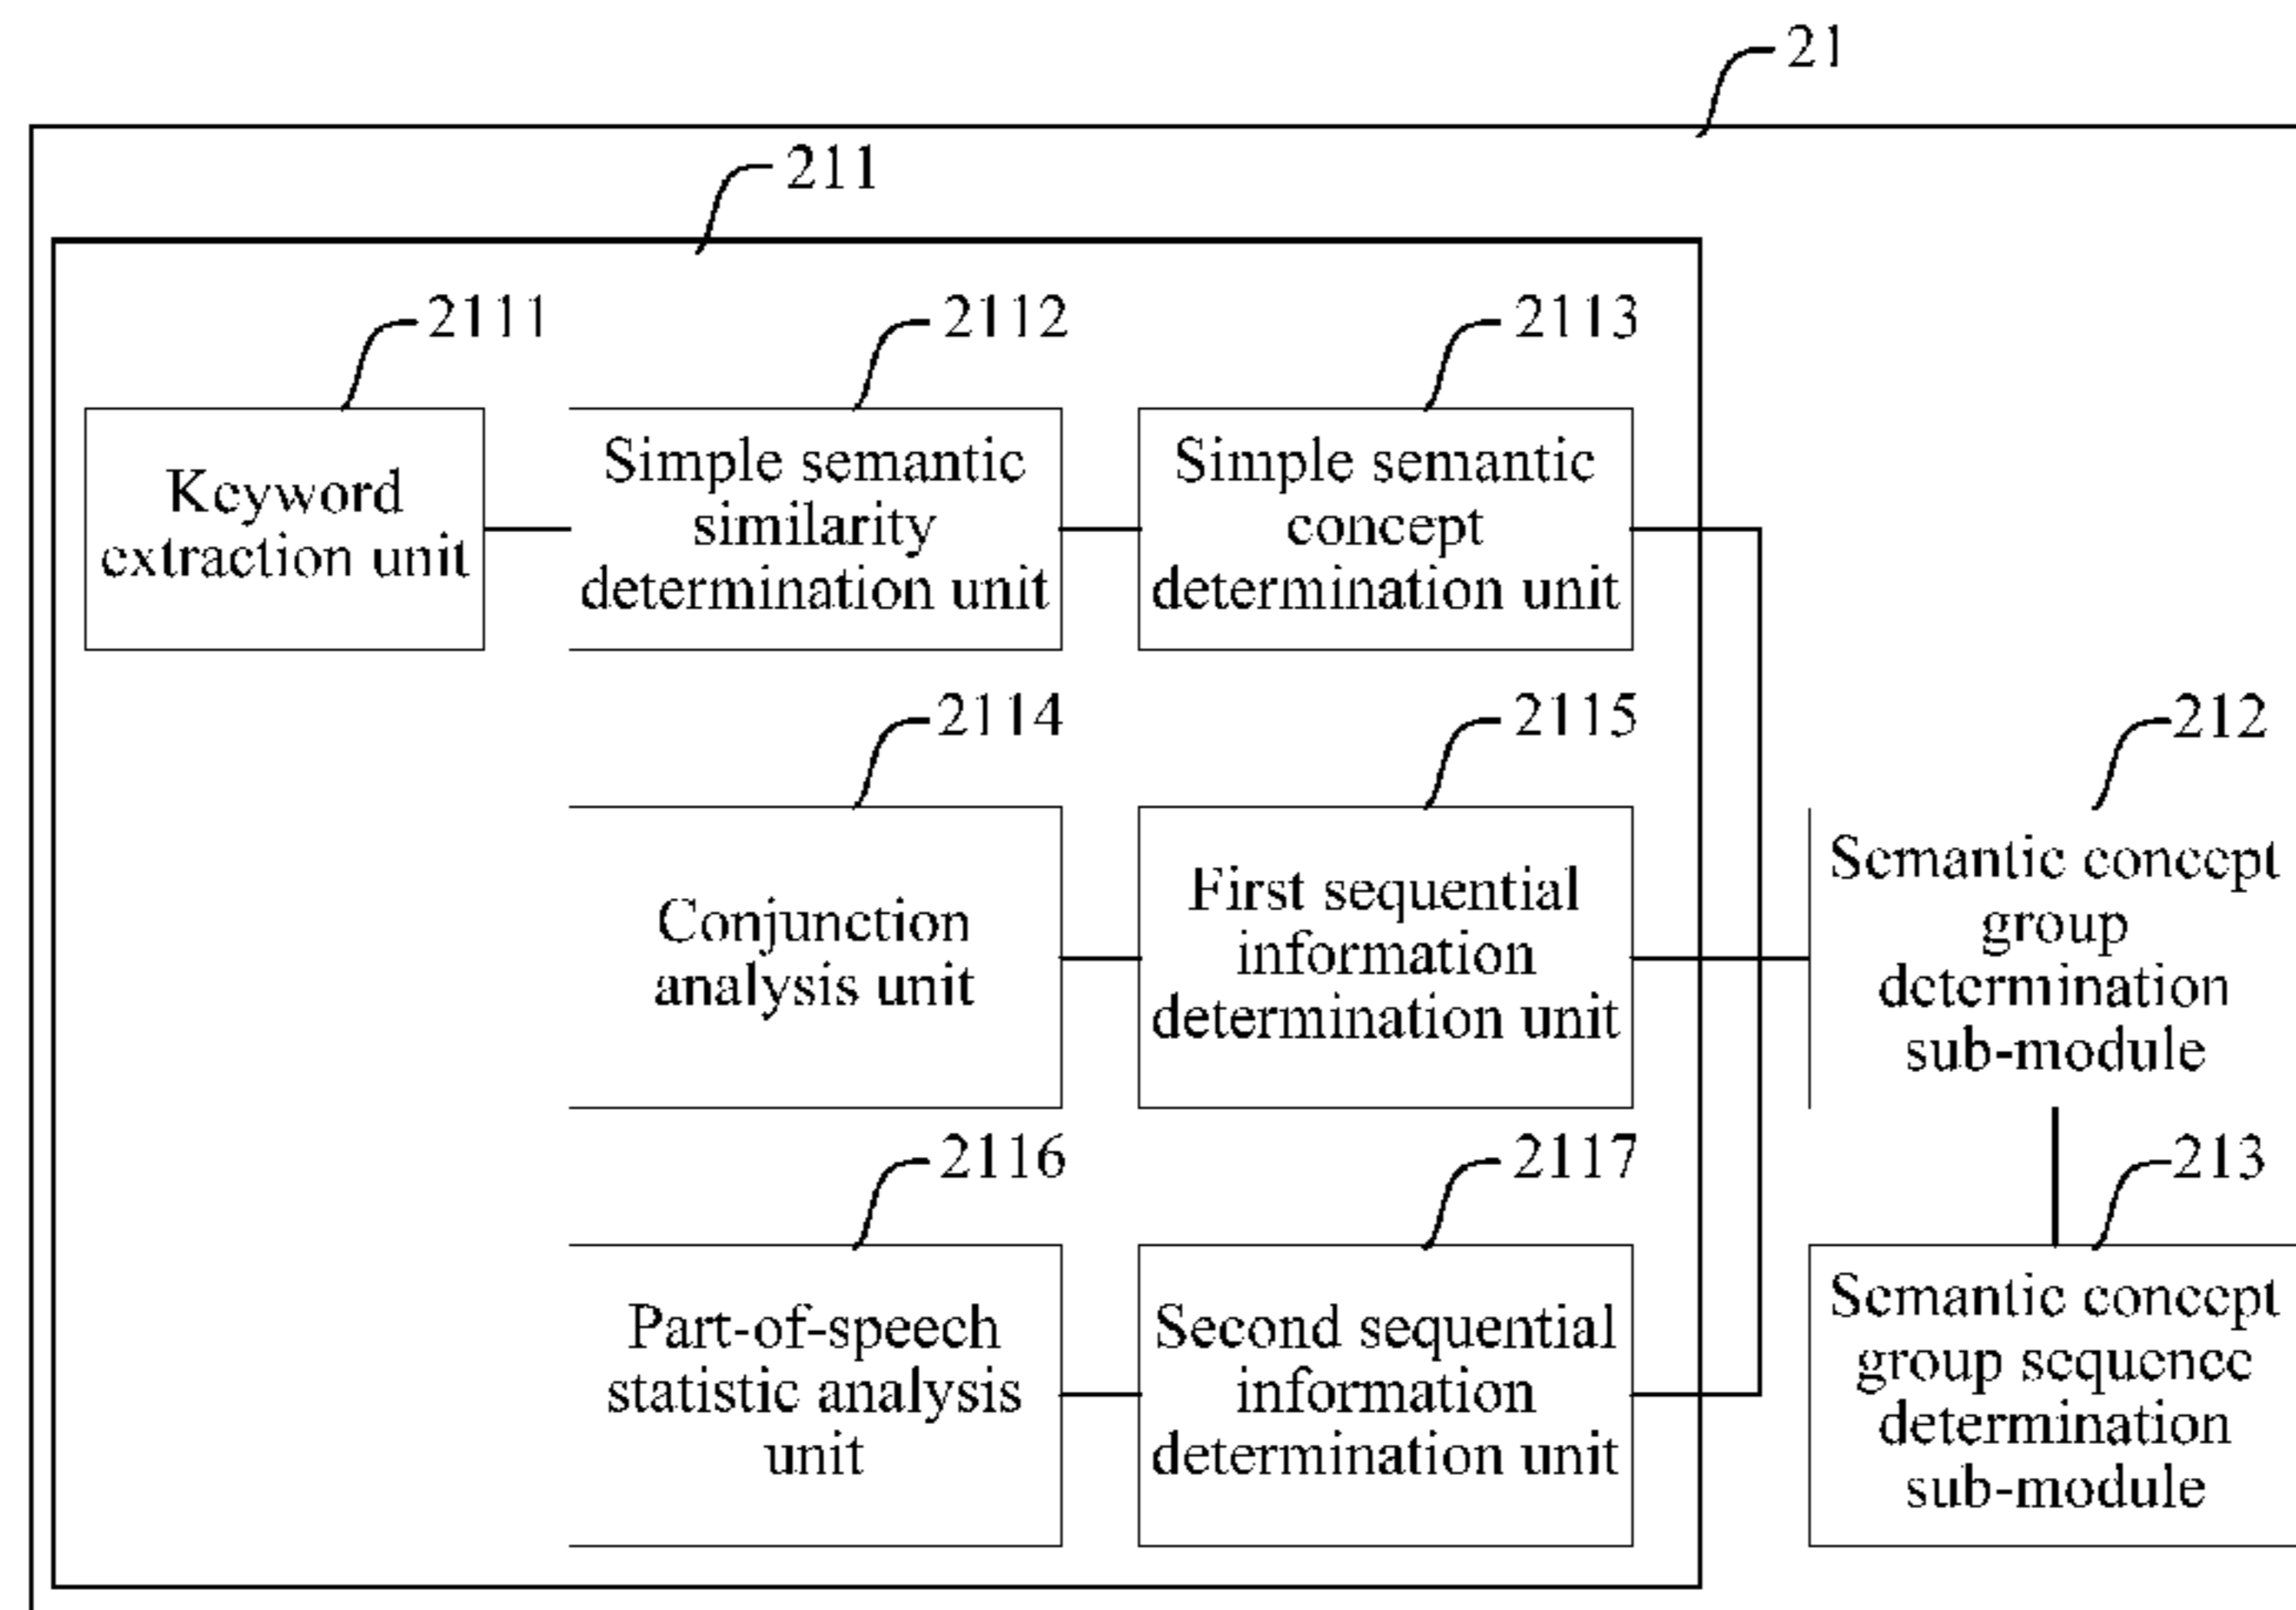 21
211
2111
2112
2113
Keyword
extraction unit
Simple semantic
similarity
determination unit
Simple semantic
concept
determination unit
2114
2115
212
Conjunction
analysis unit
First sequential
information
determination unit
Semantic concept
group
determination
sub-module
2116
2117
213
Part-of-speech
statistic analysis
unit
Second sequential
information
determination unit
Semantic concept
group sequence
determination
sub-module